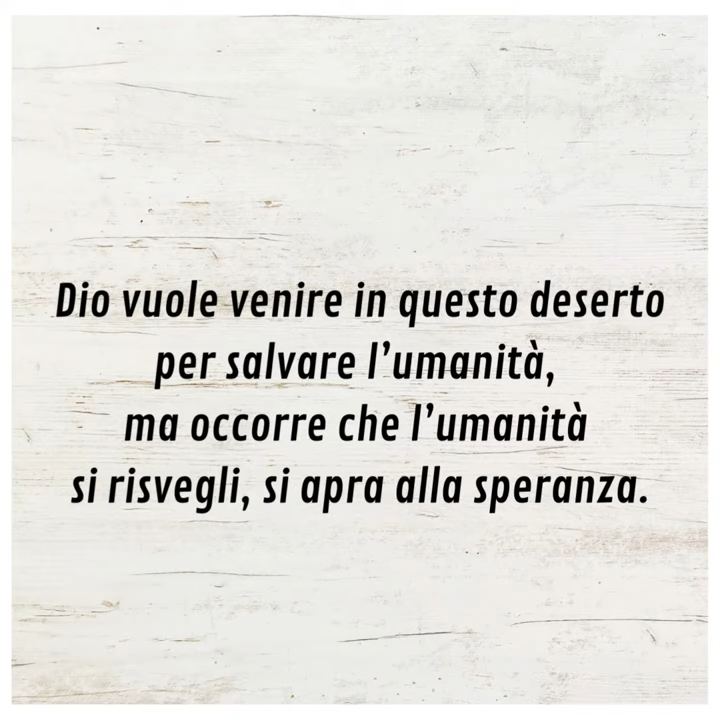 Dio vuole venire in questo deserto
per salvare l’umanità,
ma occorre che l’umanità
si risvegli, si apra alla speranza.